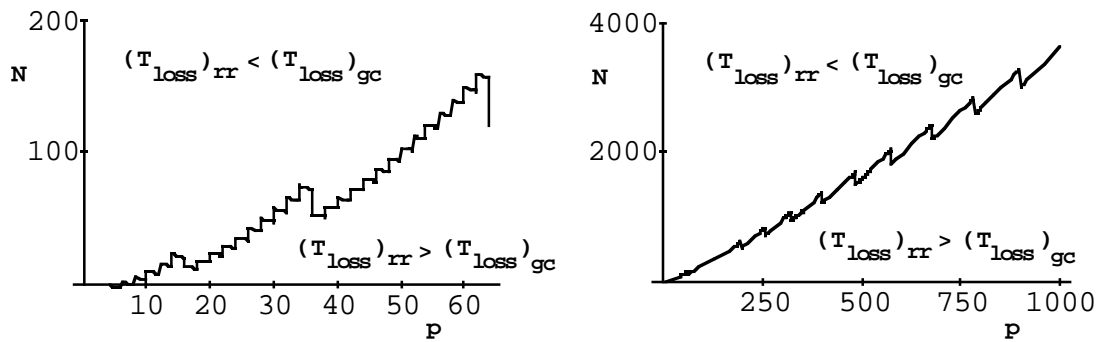 200
(T_loss)_rr < (T_loss)_gc
N
100
(T_loss)_rr > (T_loss)_gc
10 20 30 40 50 60
p
4000
(T_loss)_rr < (T_loss)_gc
N
2000
(T_loss)_rr > (T_loss)_gc
250 500 750 1000
p